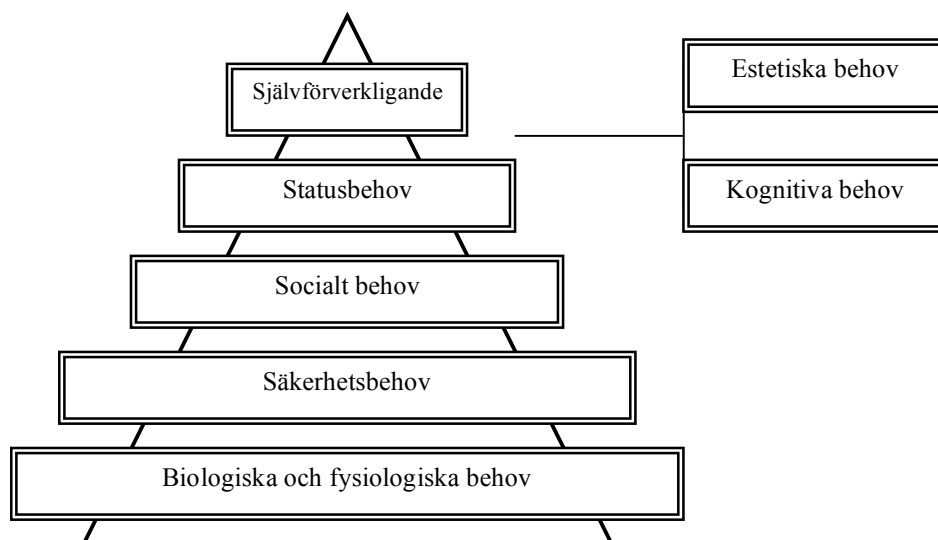 Självförverkligande
Statusbehov
Socialt behov
Säkerhetsbehov
Biologiska och fysiologiska behov
Estetiska behov
Kognitiva behov